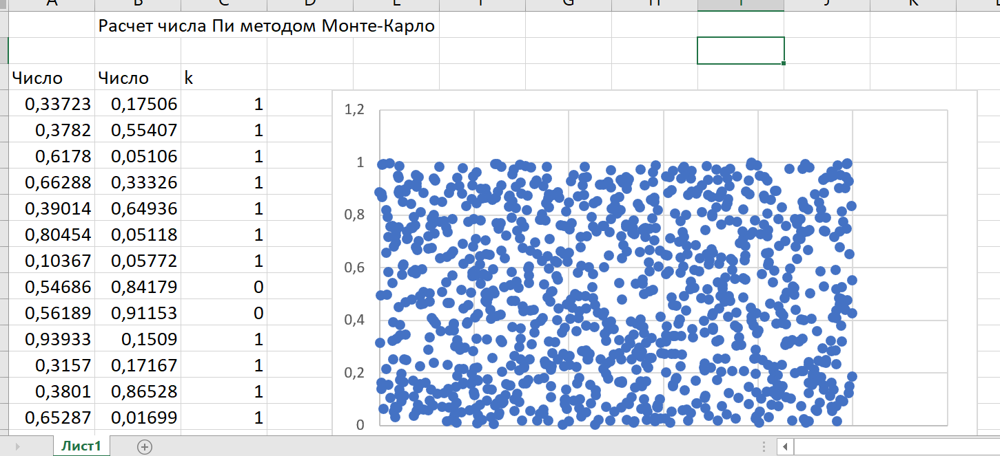 A B C D E F G H I J K L
Расчет числа Пи методом Монте-Карло
Число Число k
0,33723 0,17506 1
0,3782 0,55407 1
0,6178 0,05106 1
0,66288 0,33326 1
0,39014 0,64936 1
0,80454 0,05118 1
0,10367 0,05772 1
0,54686 0,84179 0
0,56189 0,91153 0
0,93933 0,1509 1
0,3157 0,17167 1
0,3801 0,86528 1
0,65287 0,01699 1
1,2
1
0,8
0,6
0,4
0,2
0
Лист1